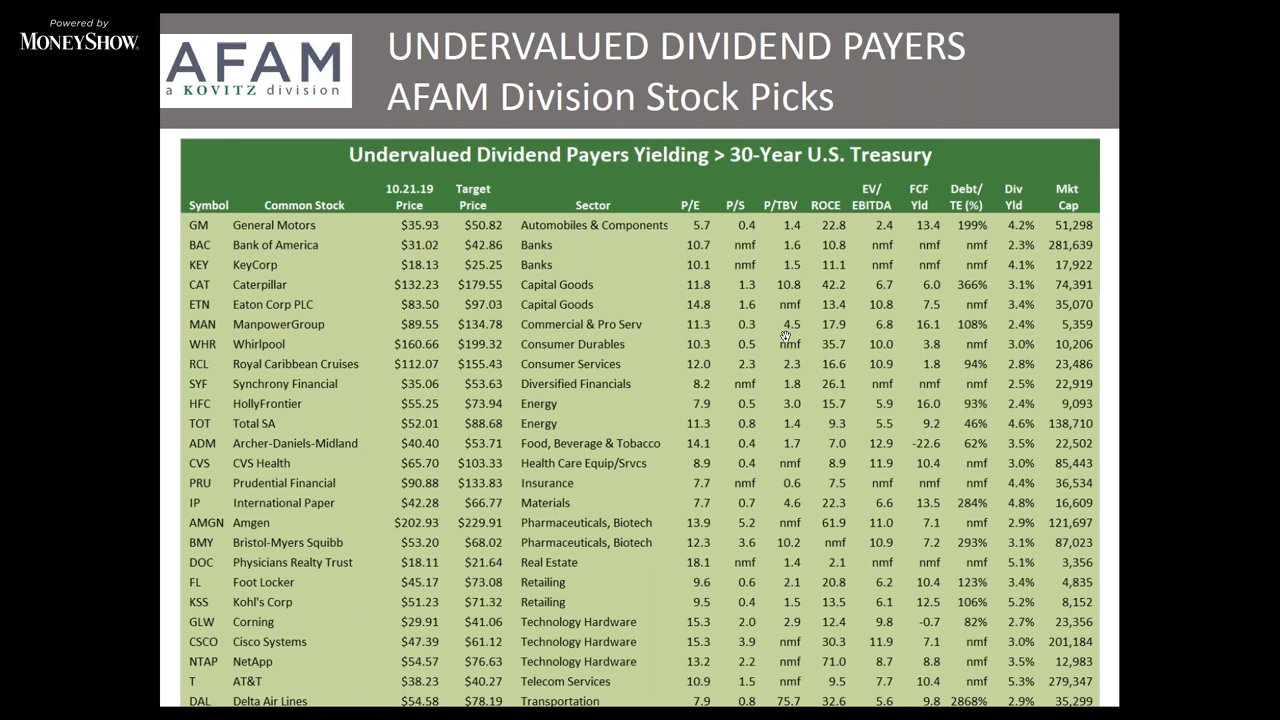 Powered by
MONEYSHOW.
AFAM
a KOVITZ division
UNDERVALUED DIVIDEND PAYERS
AFAM Division Stock Picks
Undervalued Dividend Payers Yielding > 30-Year U.S. Treasury
10.21.19 Target EV/ FCF Debt/ Div Mkt
Symbol Common Stock Price Price Sector P/E P/S P/TBV ROCE EBITDA Yld TE (%) Yld Cap
GM General Motors $35.93 $50.82 Automobiles & Components 5.7 0.4 1.4 22.8 2.4 13.4 199% 4.2% 51,298
BAC Bank of America $31.02 $42.86 Banks 10.7 nmf 1.6 10.8 nmf nmf nmf 2.3% 281,639
KEY KeyCorp $18.13 $25.25 Banks 10.1 nmf 1.5 11.1 nmf nmf nmf 4.1% 17,922
CAT Caterpillar $132.23 $179.55 Capital Goods 11.8 1.3 10.8 42.2 6.7 6.0 366% 3.1% 74,391
ETN Eaton Corp PLC $83.50 $97.03 Capital Goods 14.8 1.6 nmf 13.4 10.8 7.5 nmf 3.4% 35,070
MAN ManpowerGroup $89.55 $134.78 Commercial & Pro Serv 11.3 0.3 4.5 17.9 6.8 16.1 108% 2.4% 5,359
WHR Whirlpool $160.66 $199.32 Consumer Durables 10.3 0.5 nmf 35.7 10.0 3.8 nmf 3.0% 10,206
RCL Royal Caribbean Cruises $112.07 $155.43 Consumer Services 12.0 2.3 2.3 16.6 10.9 1.8 94% 2.8% 23,486
SYF Synchrony Financial $35.06 $53.63 Diversified Financials 8.2 nmf 1.8 26.1 nmf nmf nmf 2.5% 22,919
HFC HollyFrontier $55.25 $73.94 Energy 7.9 0.5 3.0 15.7 5.9 16.0 93% 2.4% 9,093
TOT Total SA $52.01 $88.68 Energy 11.3 0.8 1.4 9.3 5.5 9.2 46% 4.6% 138,710
ADM Archer-Daniels-Midland $40.40 $53.71 Food, Beverage & Tobacco 14.1 0.4 1.7 7.0 12.9 -22.6 62% 3.5% 22,502
CVS CVS Health $65.70 $103.33 Health Care Equip/Srvcs 8.9 0.4 nmf 8.9 11.9 10.4 nmf 3.0% 85,443
PRU Prudential Financial $90.88 $133.83 Insurance 7.7 nmf 0.6 7.5 nmf nmf nmf 4.4% 36,534
IP International Paper $42.28 $66.77 Materials 7.7 0.7 4.6 22.3 6.6 13.5 284% 4.8% 16,609
AMGN Amgen $202.93 $229.91 Pharmaceuticals, Biotech 13.9 5.2 nmf 61.9 11.0 7.1 nmf 2.9% 121,697
BMY Bristol-Myers Squibb $53.20 $68.02 Pharmaceuticals, Biotech 12.3 3.6 10.2 nmf 10.9 7.2 293% 3.1% 87,023
DOC Physicians Realty Trust $18.11 $21.64 Real Estate 18.1 nmf 1.4 2.1 nmf nmf nmf 5.1% 3,356
FL Foot Locker $45.17 $73.08 Retailing 9.6 0.6 2.1 20.8 6.2 10.4 123% 3.4% 4,835
KSS Kohl's Corp $51.23 $71.32 Retailing 9.5 0.4 1.5 13.5 6.1 12.5 106% 5.2% 8,152
GLW Corning $29.91 $41.06 Technology Hardware 15.3 2.0 2.9 12.4 9.8 -0.7 82% 2.7% 23,356
CSCO Cisco Systems $47.39 $61.12 Technology Hardware 15.3 3.9 nmf 30.3 11.9 7.1 nmf 3.0% 201,184
NTAP NetApp $54.57 $76.63 Technology Hardware 13.2 2.2 nmf 71.0 8.7 8.8 nmf 3.5% 12,983
T AT&T $38.23 $40.27 Telecom Services 10.9 1.5 nmf 9.5 7.7 10.4 nmf 5.3% 279,347
DAL Delta Air Lines $54.58 $78.19 Transportation 7.9 0.8 75.7 32.6 5.6 9.8 2868% 2.9% 35,299